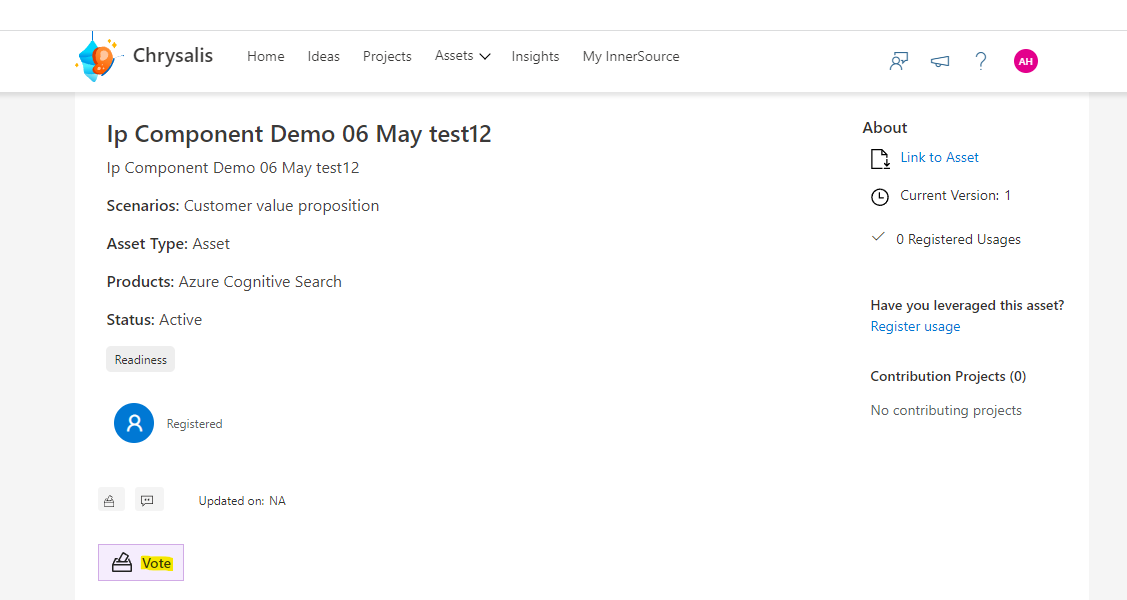 Chrysalis
Home Ideas Projects Assets Insights My InnerSource
? AH
Ip Component Demo 06 May test12
Ip Component Demo 06 May test12
Scenarios: Customer value proposition
Asset Type: Asset
Products: Azure Cognitive Search
Status: Active
Readiness
Registered
Updated on: NA
Vote
About
Link to Asset
Current Version: 1
0 Registered Usages
Have you leveraged this asset?
Register usage
Contribution Projects (0)
No contributing projects